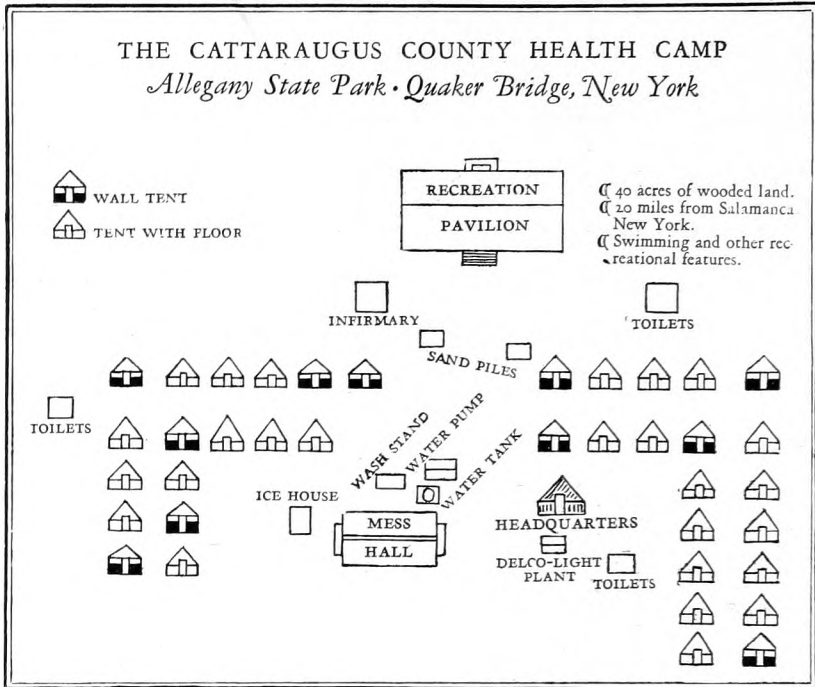 THE CATTARAUGUS COUNTY HEALTH CAMP
Allegany State Park · Quaker Bridge, New York
WALL TENT
TENT WITH FLOOR
RECREATION
PAVILION
40 acres of wooded land.
20 miles from Salamanca
New York.
Swimming and other rec-
reational features.
INFIRMARY
TOILETS
SAND PILES
TOILETS
WASH STAND
WATER PUMP
WATER TANK
ICE HOUSE
MESS
HALL
HEADQUARTERS
DELCO-LIGHT
PLANT
TOILETS